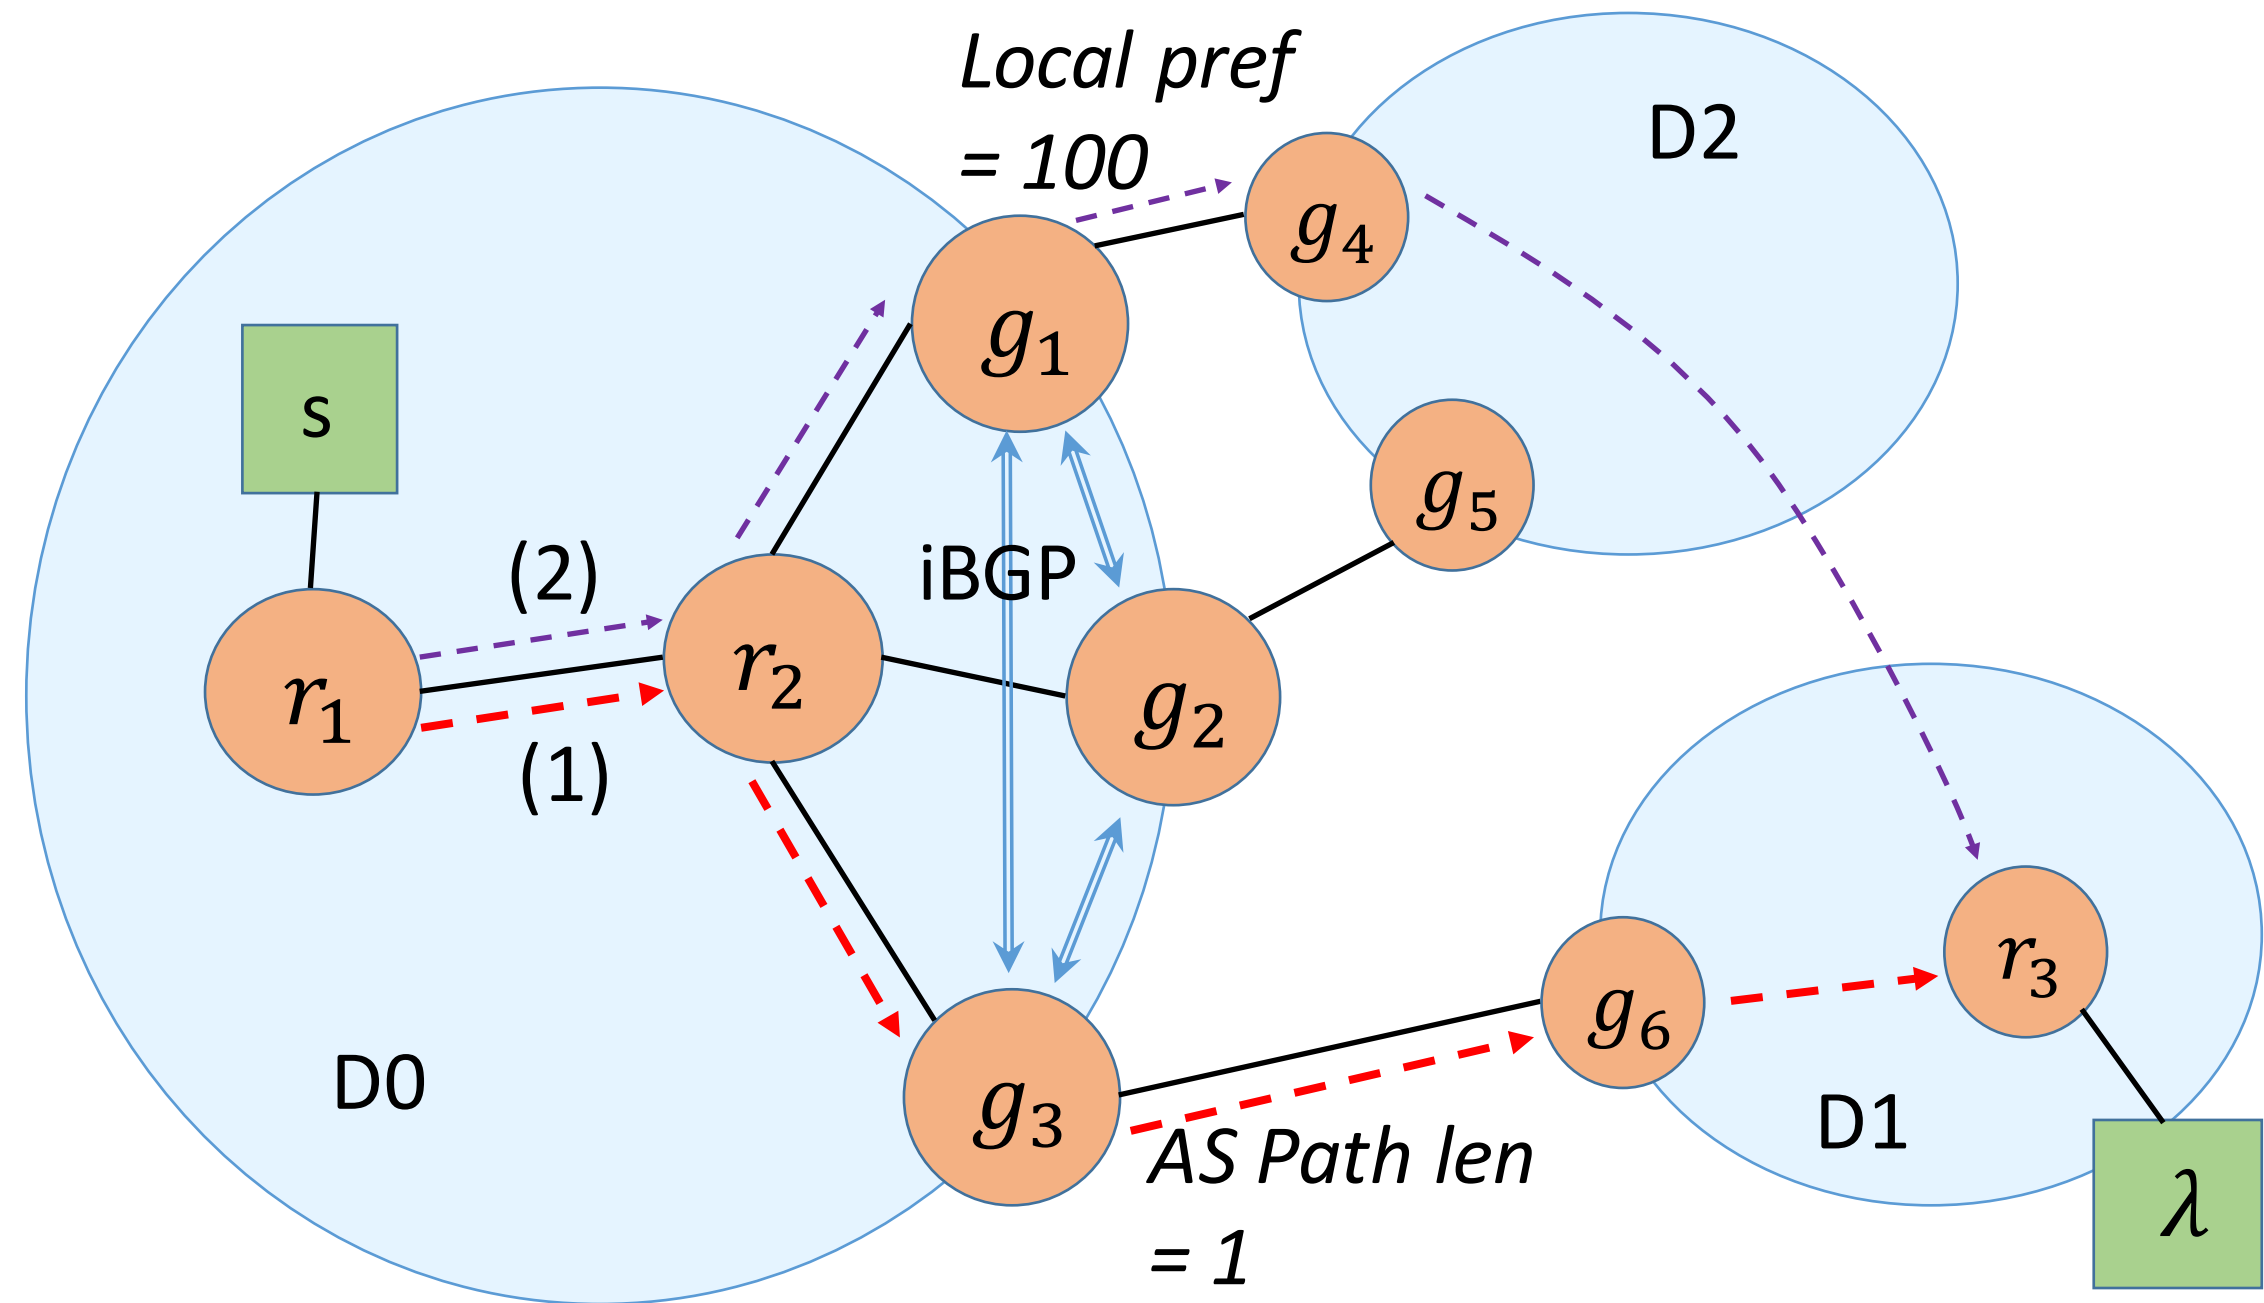 Local pref
= 100
D2
g4
g1
s
g5
(2)
iBGP
r2
r1
g2
(1)
r3
g6
D0
g3
D1
AS Path len
= 1
λ